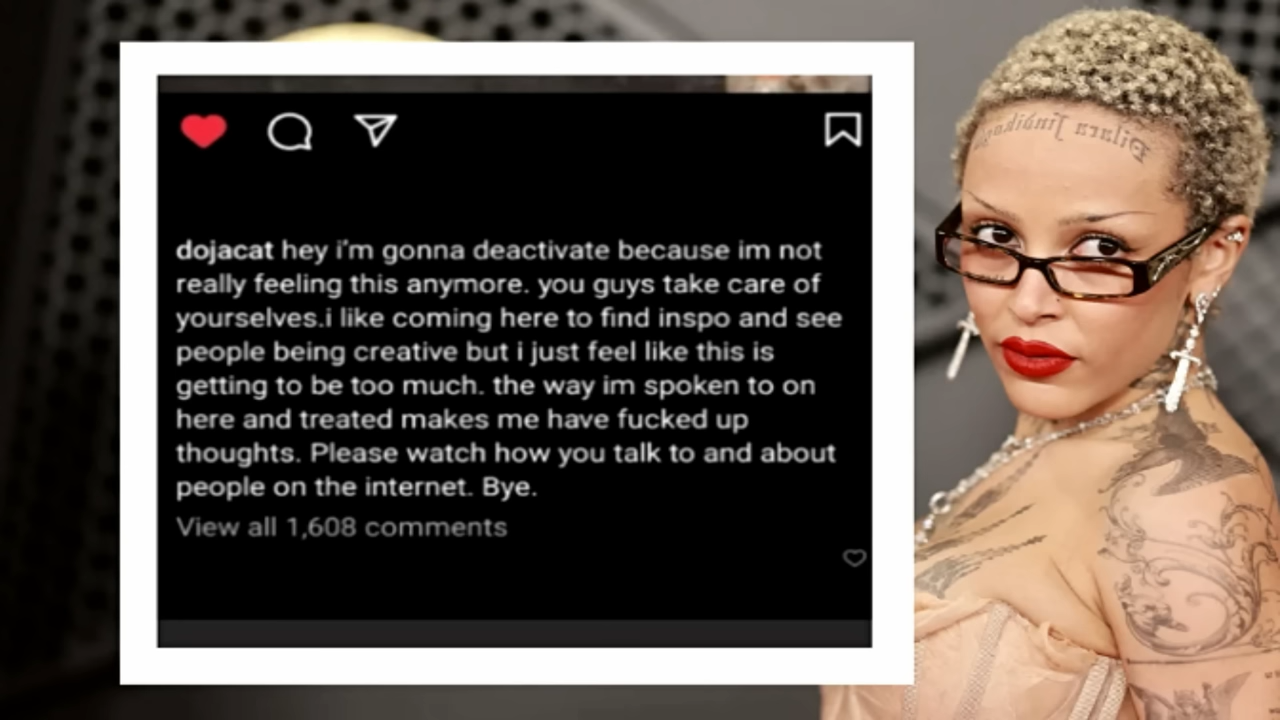 dojacat hey i'm gonna deactivate because im not
really feeling this anymore. you guys take care of
yourselves.i like coming here to find inspo and see
people being creative but i just feel like this is
getting to be too much. the way im spoken to on
here and treated makes me have fucked up
thoughts. Please watch how you talk to and about
people on the internet. Bye.
View all 1,608 comments